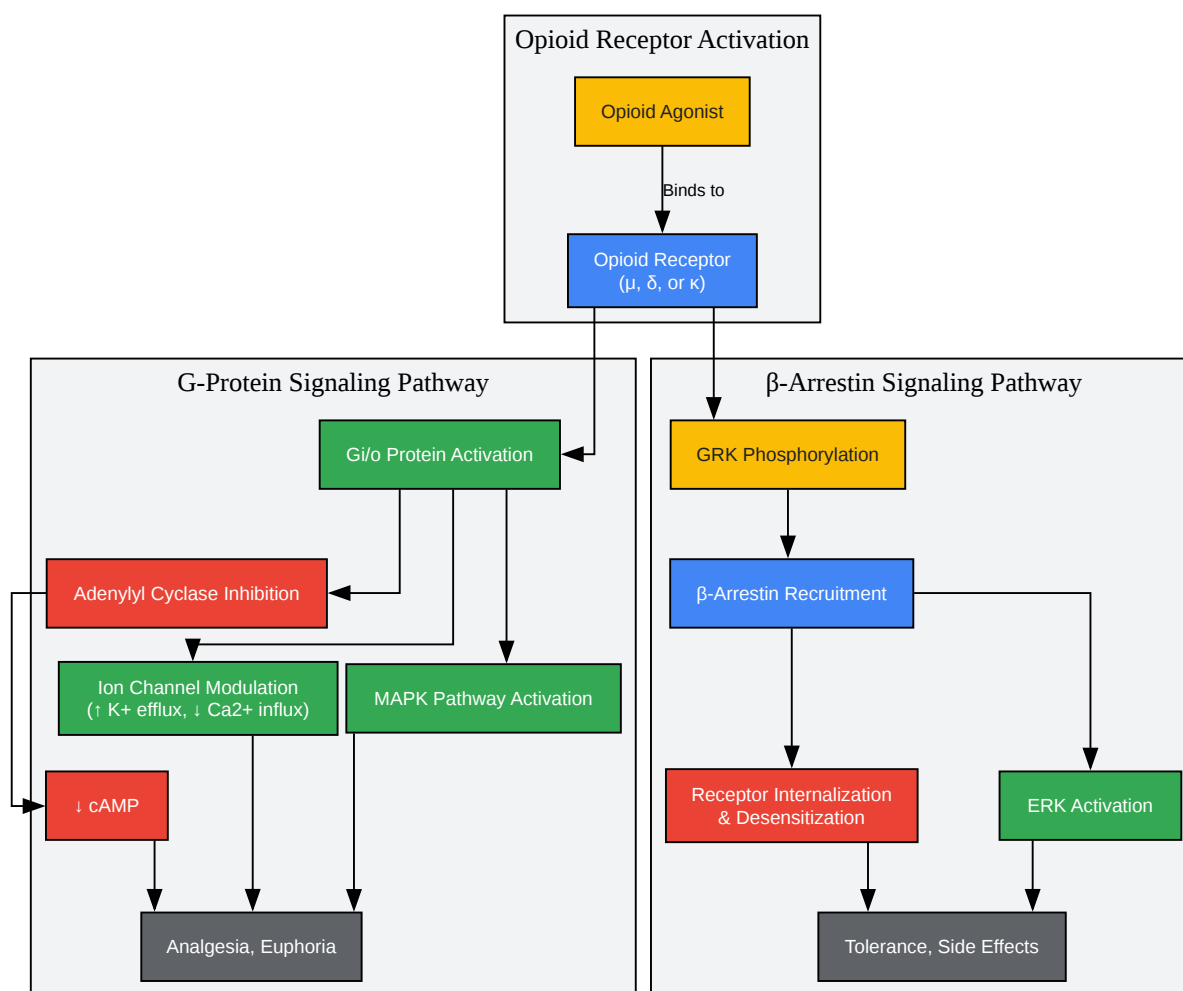 Opioid Receptor Activation
Opioid Agonist
Binds to
Opioid Receptor
(μ, δ, or κ)
G-Protein Signaling Pathway
Gi/o Protein Activation
Adenylyl Cyclase Inhibition
Ion Channel Modulation
(↑ K+ efflux, ↓ Ca2+ influx)
MAPK Pathway Activation
↓ cAMP
Analgesia, Euphoria
β-Arrestin Signaling Pathway
GRK Phosphorylation
β-Arrestin Recruitment
Receptor Internalization
& Desensitization
ERK Activation
Tolerance, Side Effects